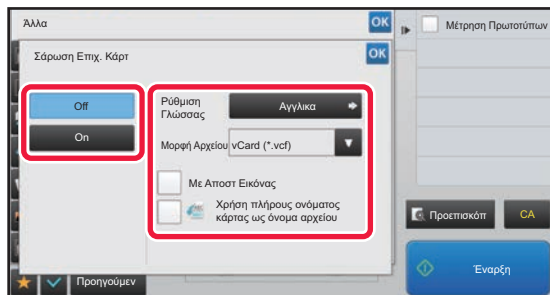 Άλλα
OK
Μέτρηση Πρωτοτύπων
Σάρωση Επιχ. Κάρτ
OK
Off
On
Ρύθμιση
Γλώσσας
Αγγλικα
Μορφή Αρχείου
vCard (*.vcf)
Με Αποστ Εικόνας
Χρήση πλήρους ονόματος
κάρτας ως όνομα αρχείου
Προεπισκόπ
CA
Έναρξη
Προηγούμεν